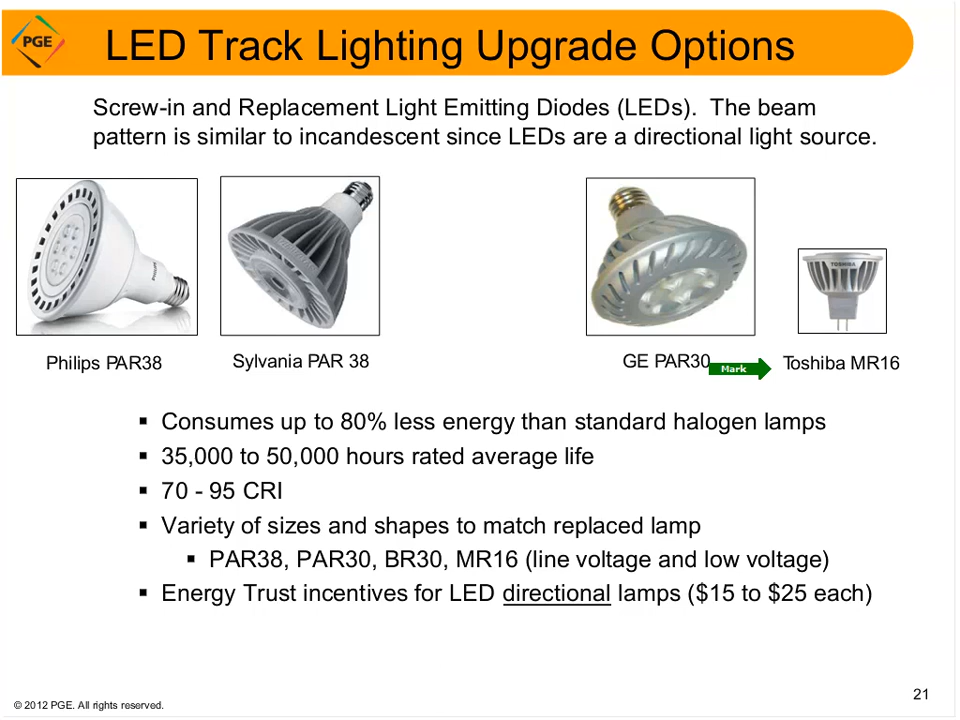 PGE
LED Track Lighting Upgrade Options
Screw-in and Replacement Light Emitting Diodes (LEDs). The beam
pattern is similar to incandescent since LEDs are a directional light source.
TOSHIBA
Philips PAR38
Sylvania PAR 38
GE PAR30
Mark
Toshiba MR16
▪ Consumes up to 80% less energy than standard halogen lamps
▪ 35,000 to 50,000 hours rated average life
▪ 70 - 95 CRI
▪ Variety of sizes and shapes to match replaced lamp
▪ PAR38, PAR30, BR30, MR16 (line voltage and low voltage)
▪ Energy Trust incentives for LED directional lamps ($15 to $25 each)
© 2012 PGE. All rights reserved.
21